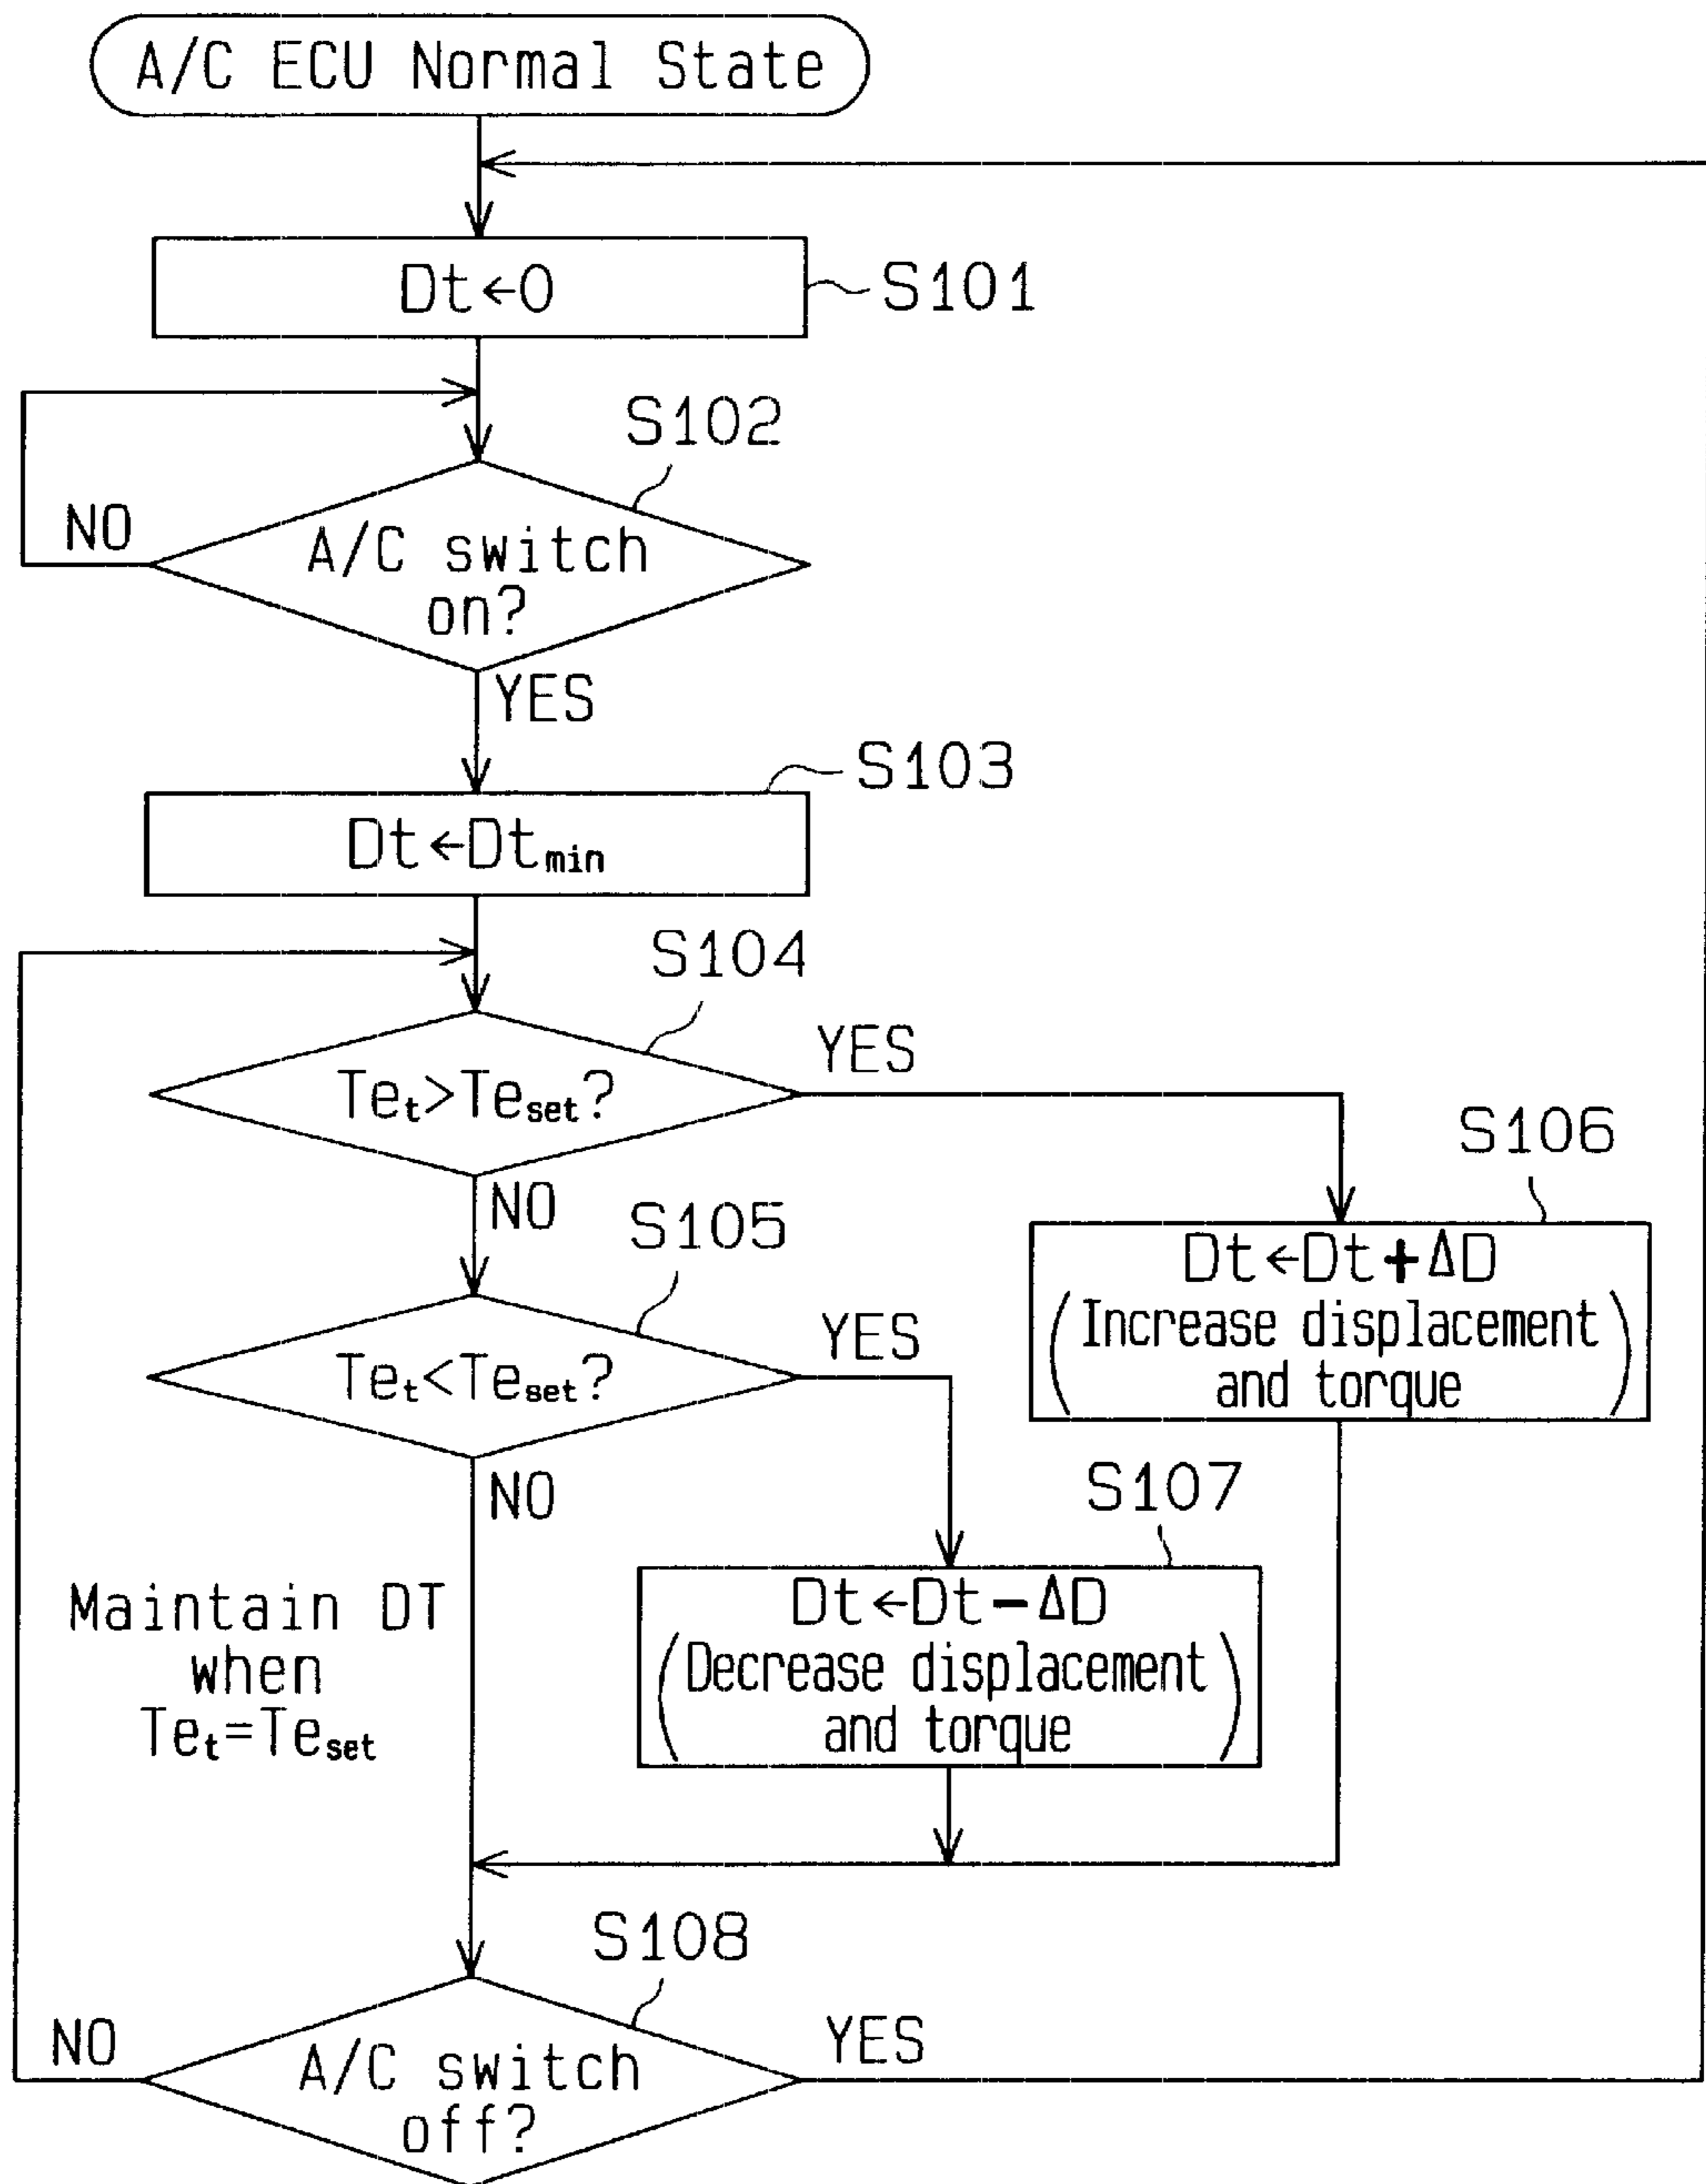 A/C ECU Normal State
Dt←0
S101
S102
NO
A/C switch
on?
YES
S103
Dt←Dtmin
S104
YES
Tet>Teset?
NO
S106
Dt←Dt+ΔD
(Increase displacement
and torque)
S105
YES
Tet<Teset?
NO
S107
Dt←Dt-ΔD
(Decrease displacement
and torque)
Maintain DT
when
Tet=Teset
S108
NO
YES
A/C switch
off?